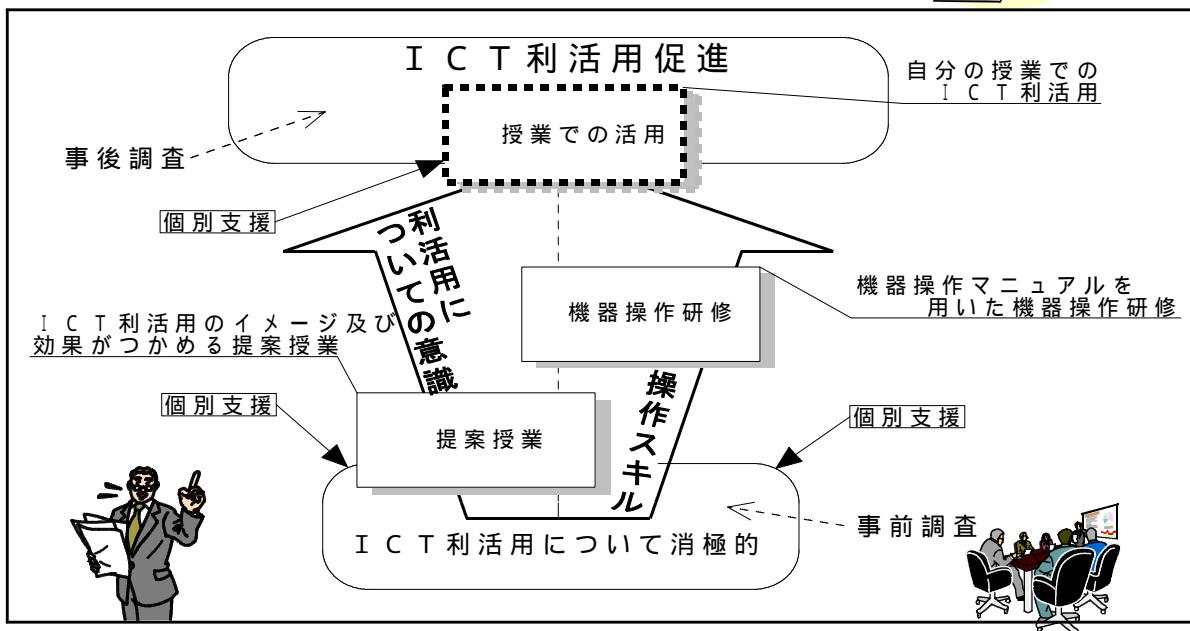 ICT利活用促進
自分の授業での
ICT利活用
授業での活用
事後調査
個別支援
利活用に
ついての意識
機器操作研修
機器操作マニュアルを
用いた機器操作研修
ICT利活用のイメージ及び
効果がつかめる提案授業
操作スキル
個別支援
提案授業
個別支援
事前調査
ICT利活用について消極的